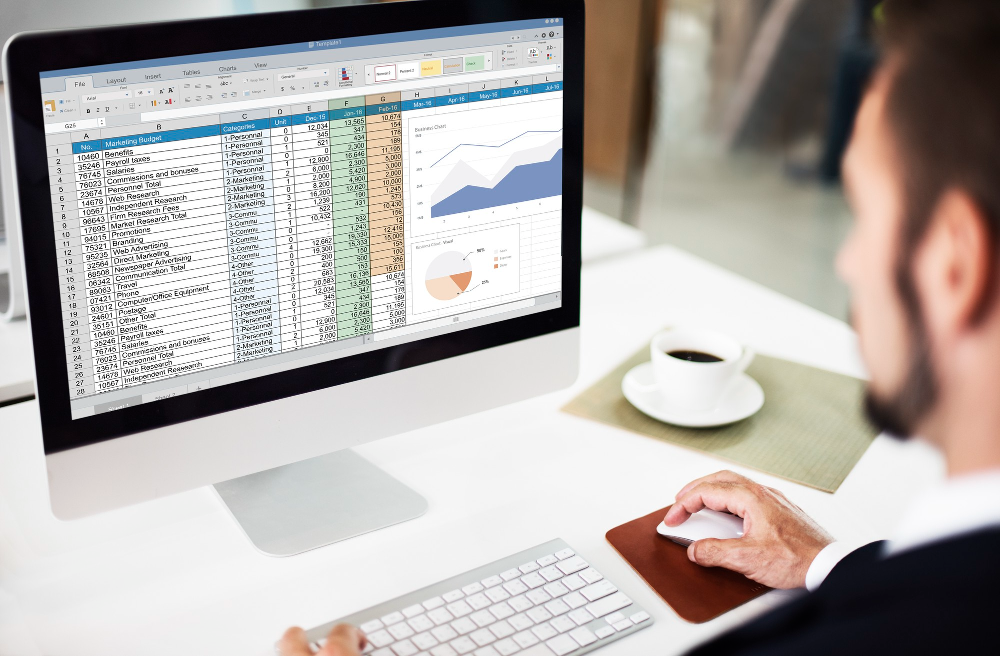 Template1
File Layout Insert Tables Charts View
Font Alignment Number Format Cells Themes
Paste Fill Clear Arial 16 abc Wrap Text Merge General Conditional Formatting Normal 2 Percent 2 Neutral Calculation Check Insert Delete Format Themes
B I U $ % ,
G25
A B C D E F G H I J K L
1 No. Marketing Budget Categories Unit Dec-15 Jan-16 Feb-16 Mar-16 Apr-16 May-16 Jun-16 Jul-16
2 10460 Benefits 1-Personnal 0 12,034 13,565 10,674
3 35246 Payroll taxes 1-Personnal 0 345 347 154
4 76745 Salaries 1-Personnal 1 521 434 178
5 76023 Commissions and bonuses 1-Personnal 0 0 2,300 189
6 23674 Personnel Total 1-Personnal 1 12,900 16,646 11,195
7 14678 Web Research 2-Marketing 2 6,000 2,300 5,000
8 10567 Independent Reaearch 2-Marketing 1 2,000 5,420 3,000
9 96643 Firm Research Fees 2-Marketing 3 8,200 4,900 2,000
10 17695 Market Research Total 16,200 12,620 10,000
11 94015 Promotions 3-Commu 2 1,239 190 1,245
12 75321 Branding 3-Commu 1 522 431 573
13 95235 Web Advertising 3-Commu 1 10,432 - 10,430
14 32564 Direct Marketing 3-Commu 0 - 532 156
15 68508 Newspaper Advertising 3-Commu 4 - 1,243 12
16 06342 Communication Total 12,662 19,330 12,416
17 89063 Travel 4-Other 0 19,300 15,333 15,000
18 07421 Phone 4-Other 2 200 150 155
19 93012 Computer/Office Equipment 4-Other 0 400 500 100
20 24601 Postage 4-Other 2 683 153 356
21 35151 Other Total 20,583 16,136 15,611
22 10460 Benefits 1-Personnal 0 12,034 13,565 10,674
23 35246 Payroll taxes 1-Personnal 345 347 154
24 76745 Salaries 1-Personnal 1 521 434 178
25 76023 Commissions and bonuses 1-Personnal 0 0 2,300 189
26 23674 Personnel Total 1-Personnal 1 12,900 16,646 11,195
27 14678 Web Research 2-Marketing 2 6,000 2,300 5,000
28 10567 Independent Reasearch 2-Marketing 1 2,000 5,420 3,000
Sheet 1 Sheet 2 +
Business Chart
5M$
4M$
3M$
2M$
1M$
0M$
2 3 4 5 6
Business Chart - Visual
50%
25%
Goals
Expenses
Depts